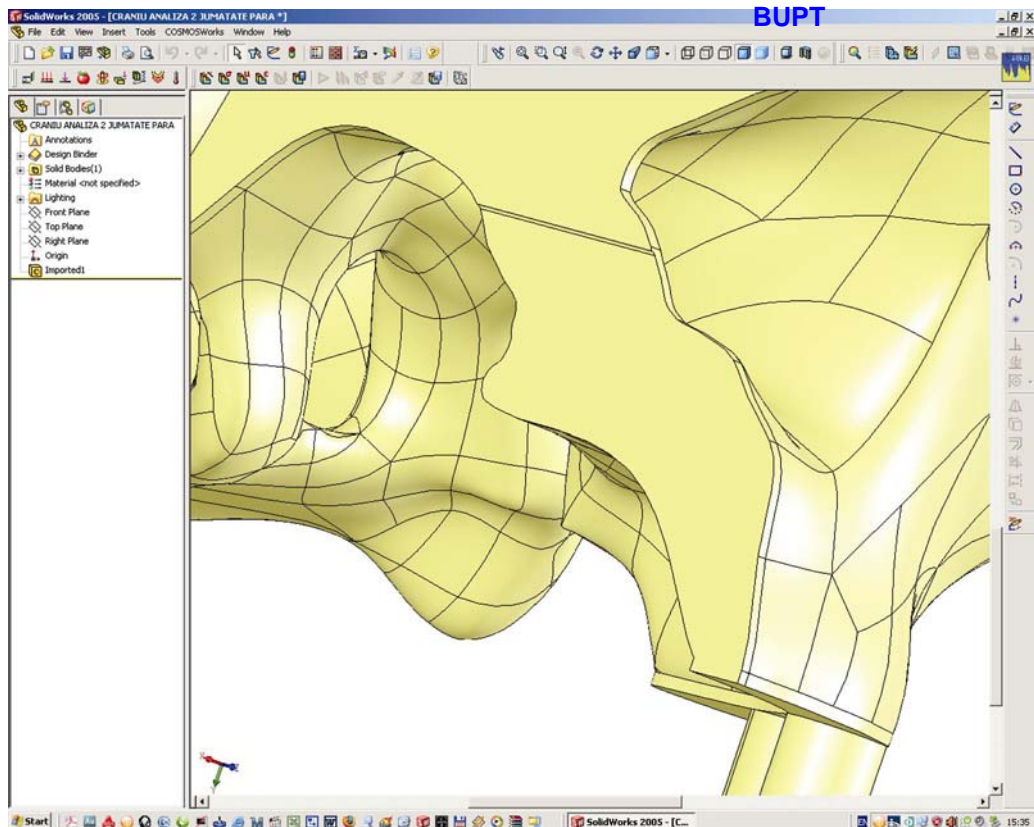 BUPT
SolidWorks 2005 - [CRANIU ANALIZA 2 JUMATATE PARA *]
File Edit View Insert Tools COSMOSWorks Window Help
CRANIU ANALIZA 2 JUMATATE PARA
Annotations
Design Binder
Solid Bodies(1)
Material <not specified>
Lighting
Front Plane
Top Plane
Right Plane
Origin
Imported1
Start
SolidWorks 2005 - [C...
15:35